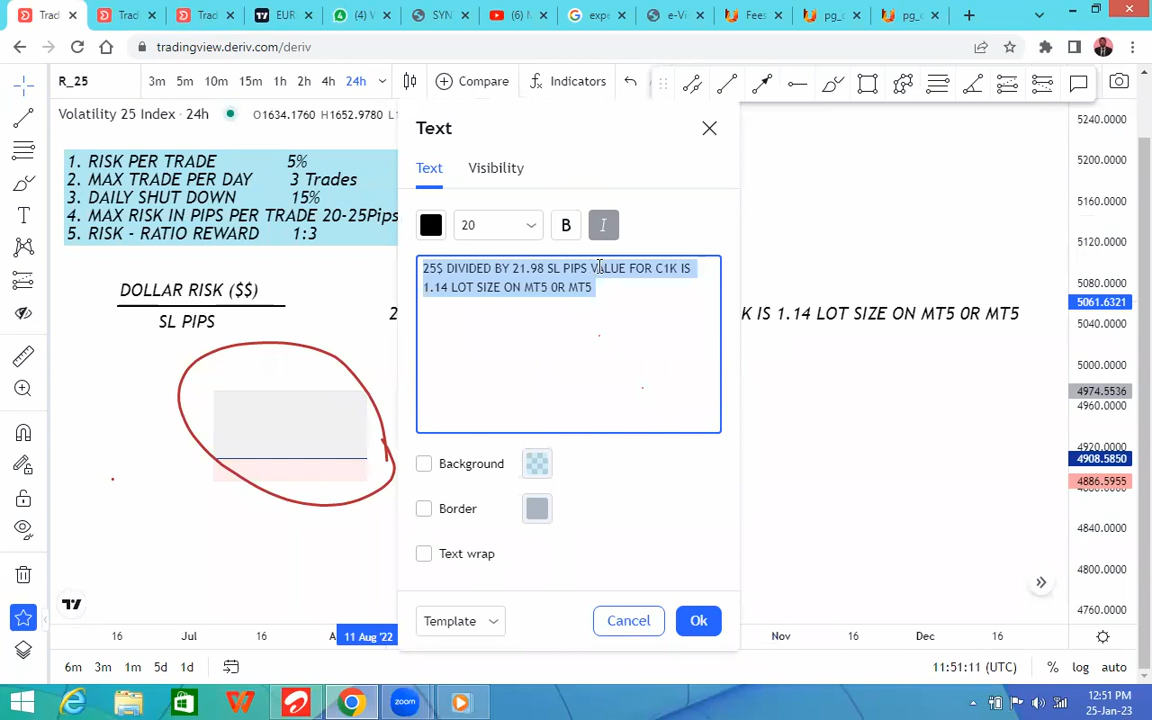 Trad
Trad
Trad
EUR
(4) V
SYN
(6) M
expe
e-Vi
Fees
pg_c
pg_c
tradingview.deriv.com/deriv
R_25
3m 5m 10m 15m 1h 2h 4h 24h
Compare
Indicators
Volatility 25 Index · 24h
O1634.1760 H1652.9780
1. RISK PER TRADE 5%
2. MAX TRADE PER DAY 3 Trades
3. DAILY SHUT DOWN 15%
4. MAX RISK IN PIPS PER TRADE 20-25Pips
5. RISK - RATIO REWARD 1:3
DOLLAR RISK ($$)
SL PIPS
2
K IS 1.14 LOT SIZE ON MT5 0R MT5
Text
Text Visibility
20
B
I
25$ DIVIDED BY 21.98 SL PIPS VALUE FOR C1K IS
1.14 LOT SIZE ON MT5 0R MT5
Background
Border
Text wrap
Template
Cancel
Ok
5240.0000
5200.0000
5160.0000
5120.0000
5080.0000
5061.6321
5040.0000
5000.0000
4974.5536
4960.0000
4920.0000
4908.5850
4886.5955
4840.0000
4800.0000
4760.0000
16 Jul 16 A 11 Aug '22 Nov 16 Dec 16
6m 3m 1m 5d 1d
11:51:11 (UTC)
% log auto
zoom
12:51 PM
25-Jan-23